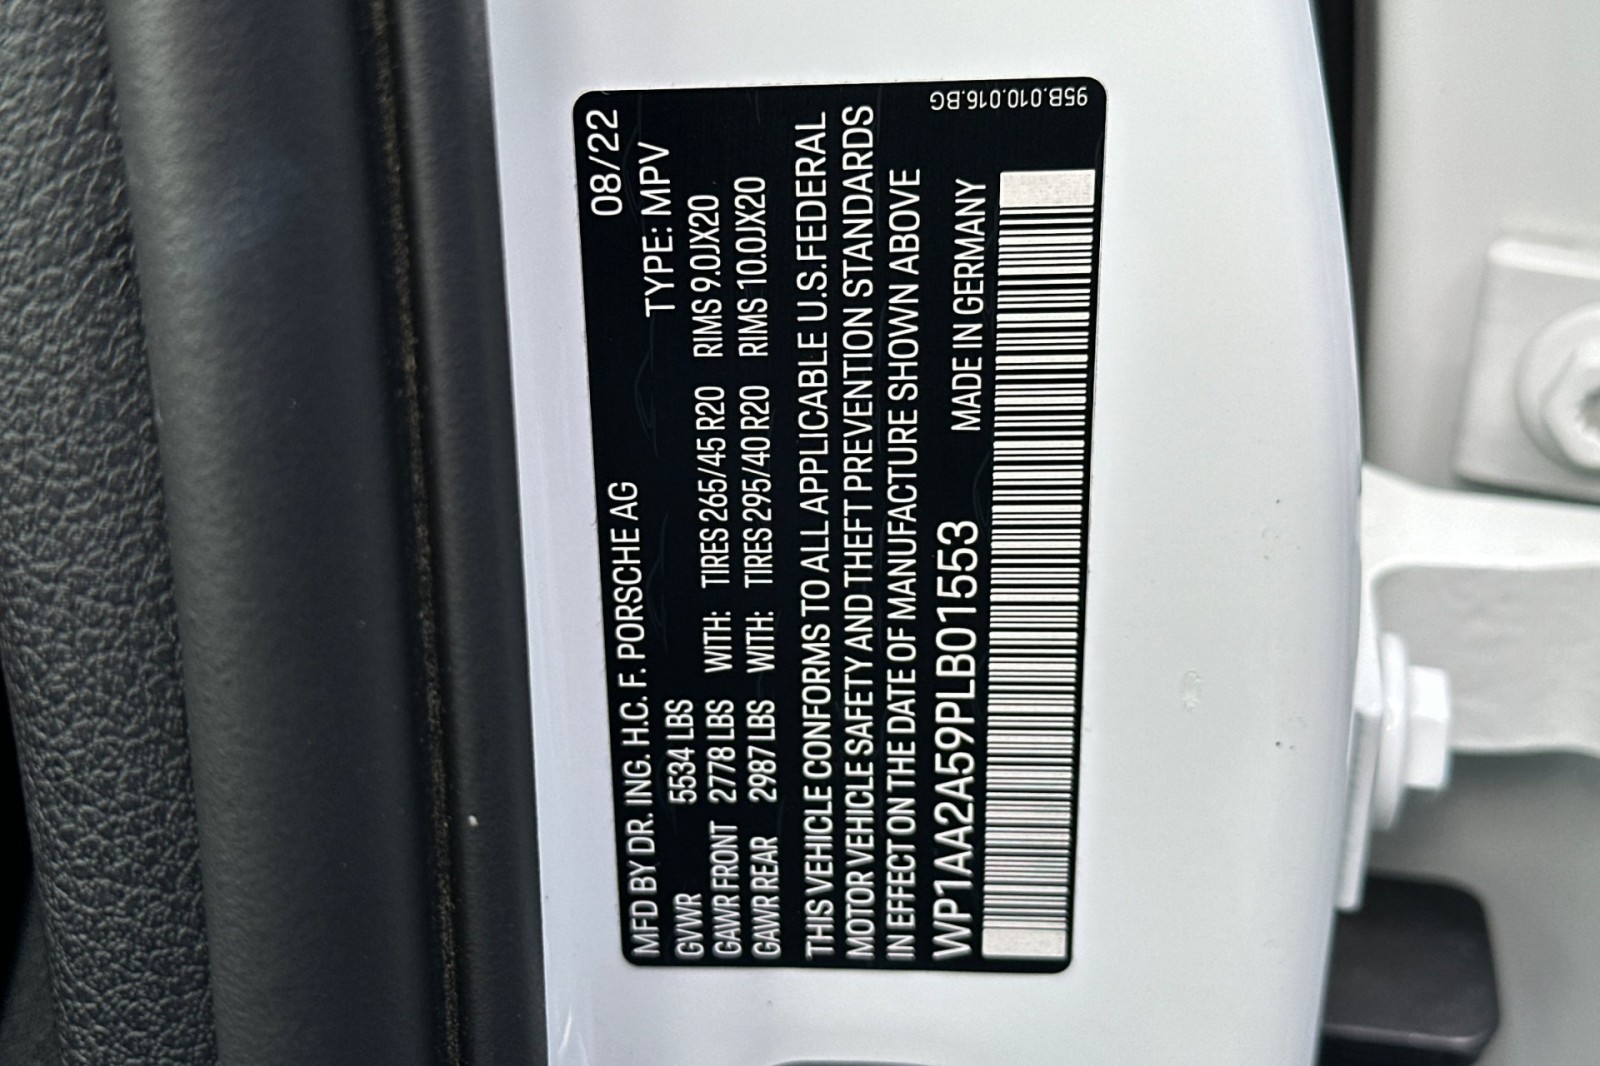 MFD BY DR. ING. H.C. F. PORSCHE AG 08/22
GVWR 5534 LBS TYPE: MPV
GAWR FRONT 2778 LBS WITH: TIRES 265/45 R20 RIMS 9.0JX20
GAWR REAR 2987 LBS WITH: TIRES 295/40 R20 RIMS 10.0JX20
THIS VEHICLE CONFORMS TO ALL APPLICABLE U.S.FEDERAL
MOTOR VEHICLE SAFETY AND THEFT PREVENTION STANDARDS
IN EFFECT ON THE DATE OF MANUFACTURE SHOWN ABOVE
WP1AA2A59PLB01553 MADE IN GERMANY
95B.010.016.BG